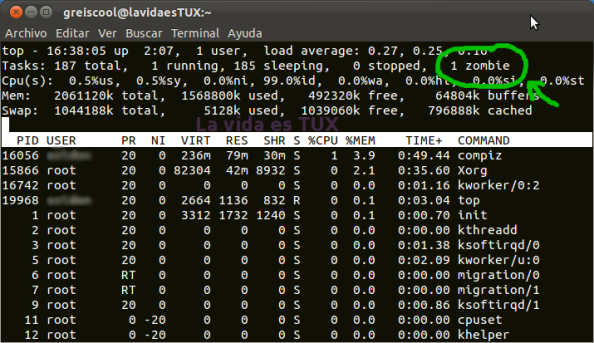 greiscool@lavidaesTUX: ~
Archivo Editar Ver Buscar Terminal Ayuda
top - 16:38:05 up 2:07, 1 user, load average: 0.27, 0.25, 0.16
Tasks: 187 total, 1 running, 185 sleeping, 0 stopped, 1 zombie
Cpu(s): 0.5%us, 0.5%sy, 0.0%ni, 99.0%id, 0.0%wa, 0.0%hi, 0.0%si, 0.0%st
Mem: 2061120k total, 1568800k used, 492320k free, 64804k buffers
Swap: 1044188k total, 5128k used, 1039060k free, 796888k cached
La vida es TUX
PID USER PR NI VIRT RES SHR S %CPU %MEM TIME+ COMMAND
16056 20 0 236m 79m 30m S 1 3.9 0:49.44 compiz
15866 root 20 0 82304 42m 8932 S 0 2.1 0:35.60 Xorg
16742 root 20 0 0 0 0 S 0 0.0 0:01.16 kworker/0:2
19968 20 0 2664 1136 832 R 0 0.1 0:03.04 top
1 root 20 0 3312 1732 1240 S 0 0.1 0:00.70 init
2 root 20 0 0 0 0 S 0 0.0 0:00.00 kthreadd
3 root 20 0 0 0 0 S 0 0.0 0:01.38 ksoftirqd/0
5 root 20 0 0 0 0 S 0 0.0 0:02.09 kworker/u:0
6 root RT 0 0 0 0 S 0 0.0 0:00.00 migration/0
7 root RT 0 0 0 0 S 0 0.0 0:00.00 migration/1
9 root 20 0 0 0 0 S 0 0.0 0:00.86 ksoftirqd/1
11 root 0 -20 0 0 0 S 0 0.0 0:00.00 cpuset
12 root 0 -20 0 0 0 S 0 0.0 0:00.00 khelper